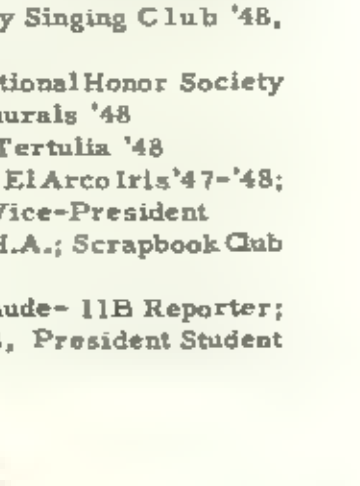 y Singing Club '48,
tional Honor Society
urals '48
Tertulia '48
El Arco Iris '47-'48;
Vice-President
H.A.; Scrapbook Club
aude- 11B Reporter;
, President Student